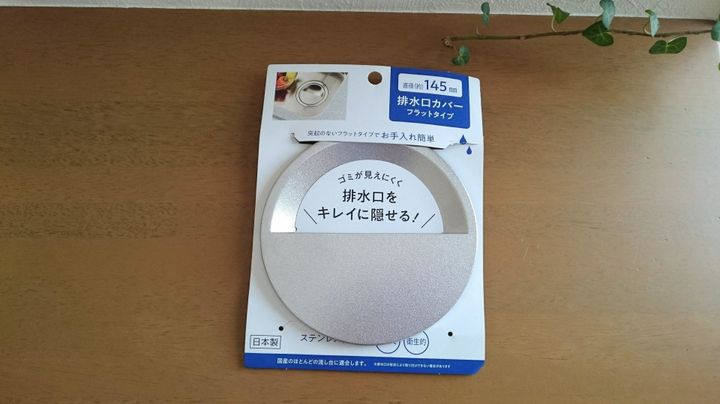 直径(約)145mm
排水口カバー
フラットタイプ
突起のないフラットタイプでお手入れ簡単
ゴミが見えにくく
排水口を
キレイに隠せる!
日本製
ステンレ
衛生的
国産のほとんどの流し台に適合します。